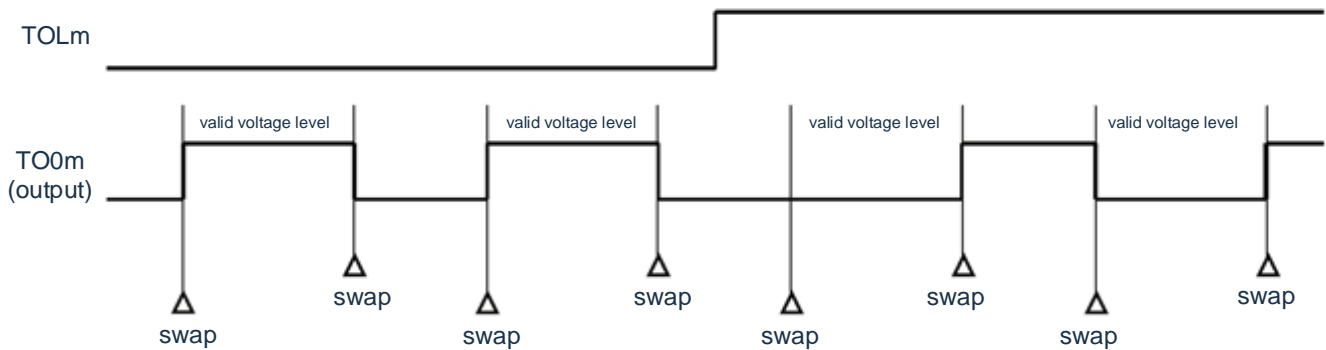 TOLm
valid voltage level
valid voltage level
valid voltage level
valid voltage level
TO0m
(output)
swap
swap
swap
swap
swap
swap
swap
swap